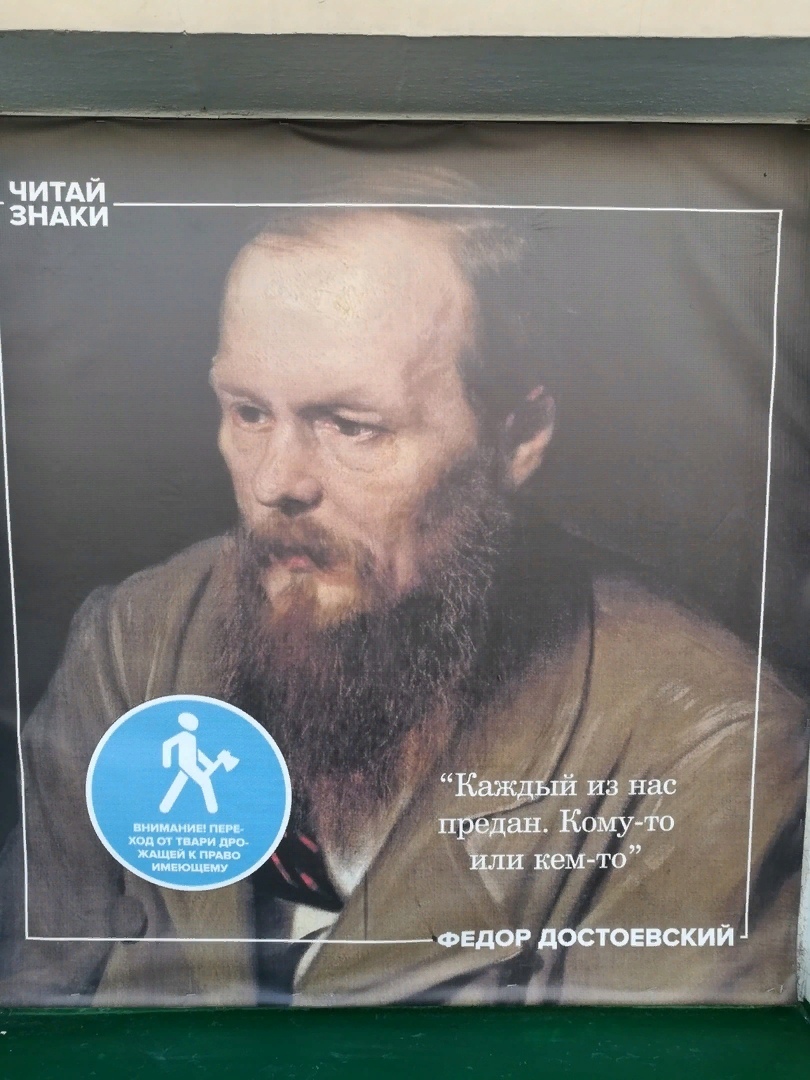 ЧИТАЙ
ЗНАКИ
ВНИМАНИЕ! ПЕРЕ-
ХОД ОТ ТВАРИ ДРО-
ЖАЩЕЙ К ПРАВО
ИМЕЮЩЕМУ
“Каждый из нас
предан. Кому-то
или кем-то”
ФЕДОР ДОСТОЕВСКИЙ